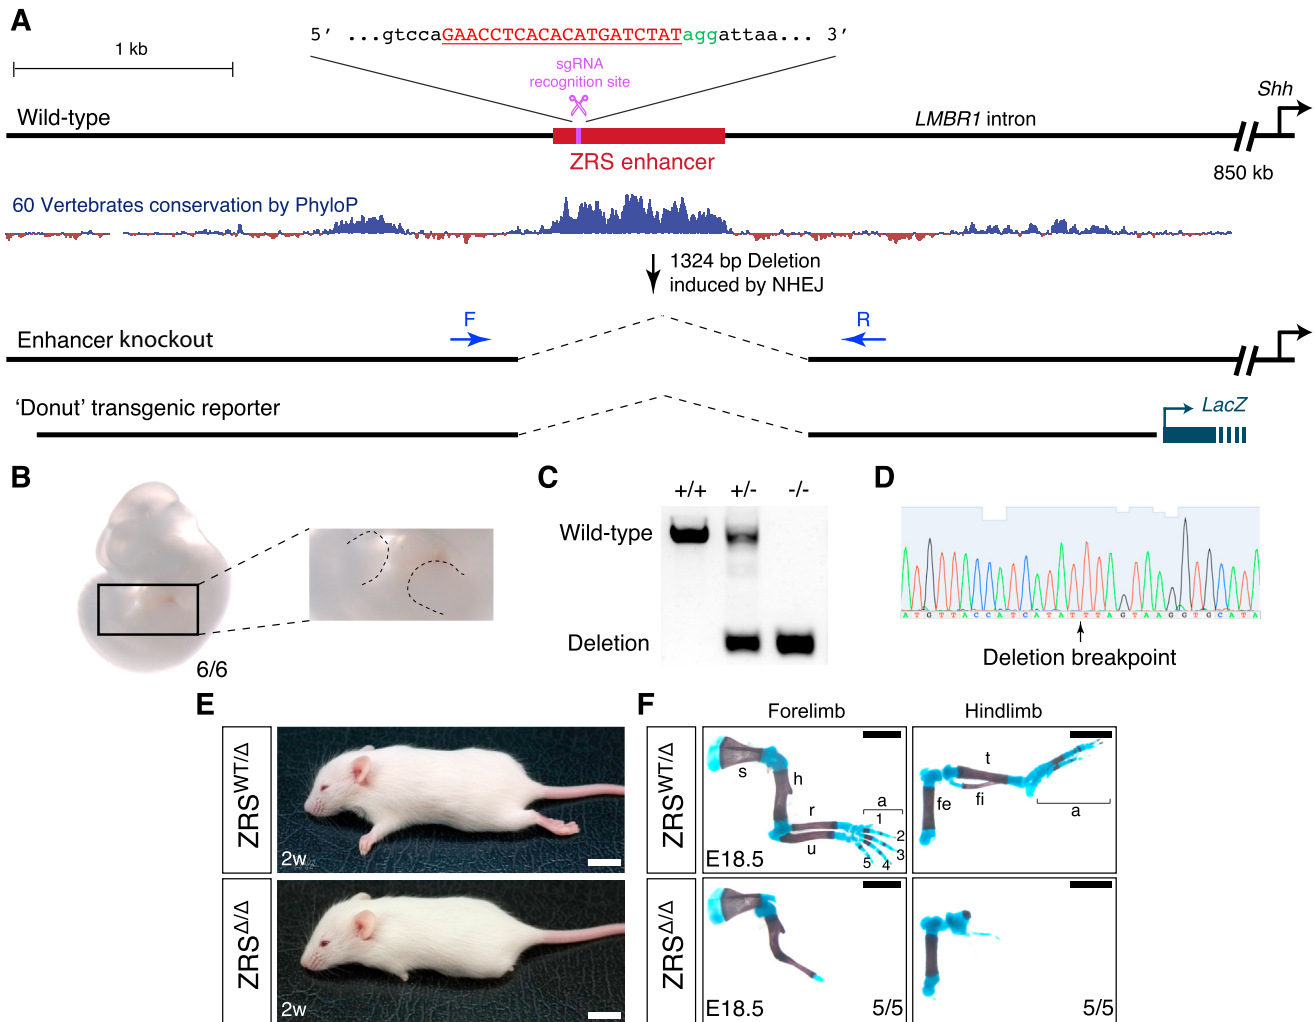 A
5′ ...gtccaGAACCTCACACATGATCTATaggattaa... 3′
1 kb
sgRNA
recognition site
Shh
Wild-type
LMBR1 intron
ZRS enhancer
850 kb
60 Vertebrates conservation by PhyloP
1324 bp Deletion
induced by NHEJ
F
R
Enhancer knockout
‘Donut’ transgenic reporter
LacZ
B
6/6
C
+/+ +/- -/-
Wild-type
Deletion
D
ATGTTACCATCATATTTAGTAAGGTGCATA
Deletion breakpoint
E
ZRSWT/Δ
2w
ZRSΔ/Δ
2w
F
Forelimb Hindlimb
ZRSWT/Δ
s
h
r
u
a
1
2
3
4
5
E18.5
t
fe
fi
a
ZRSΔ/Δ
E18.5
5/5
5/5